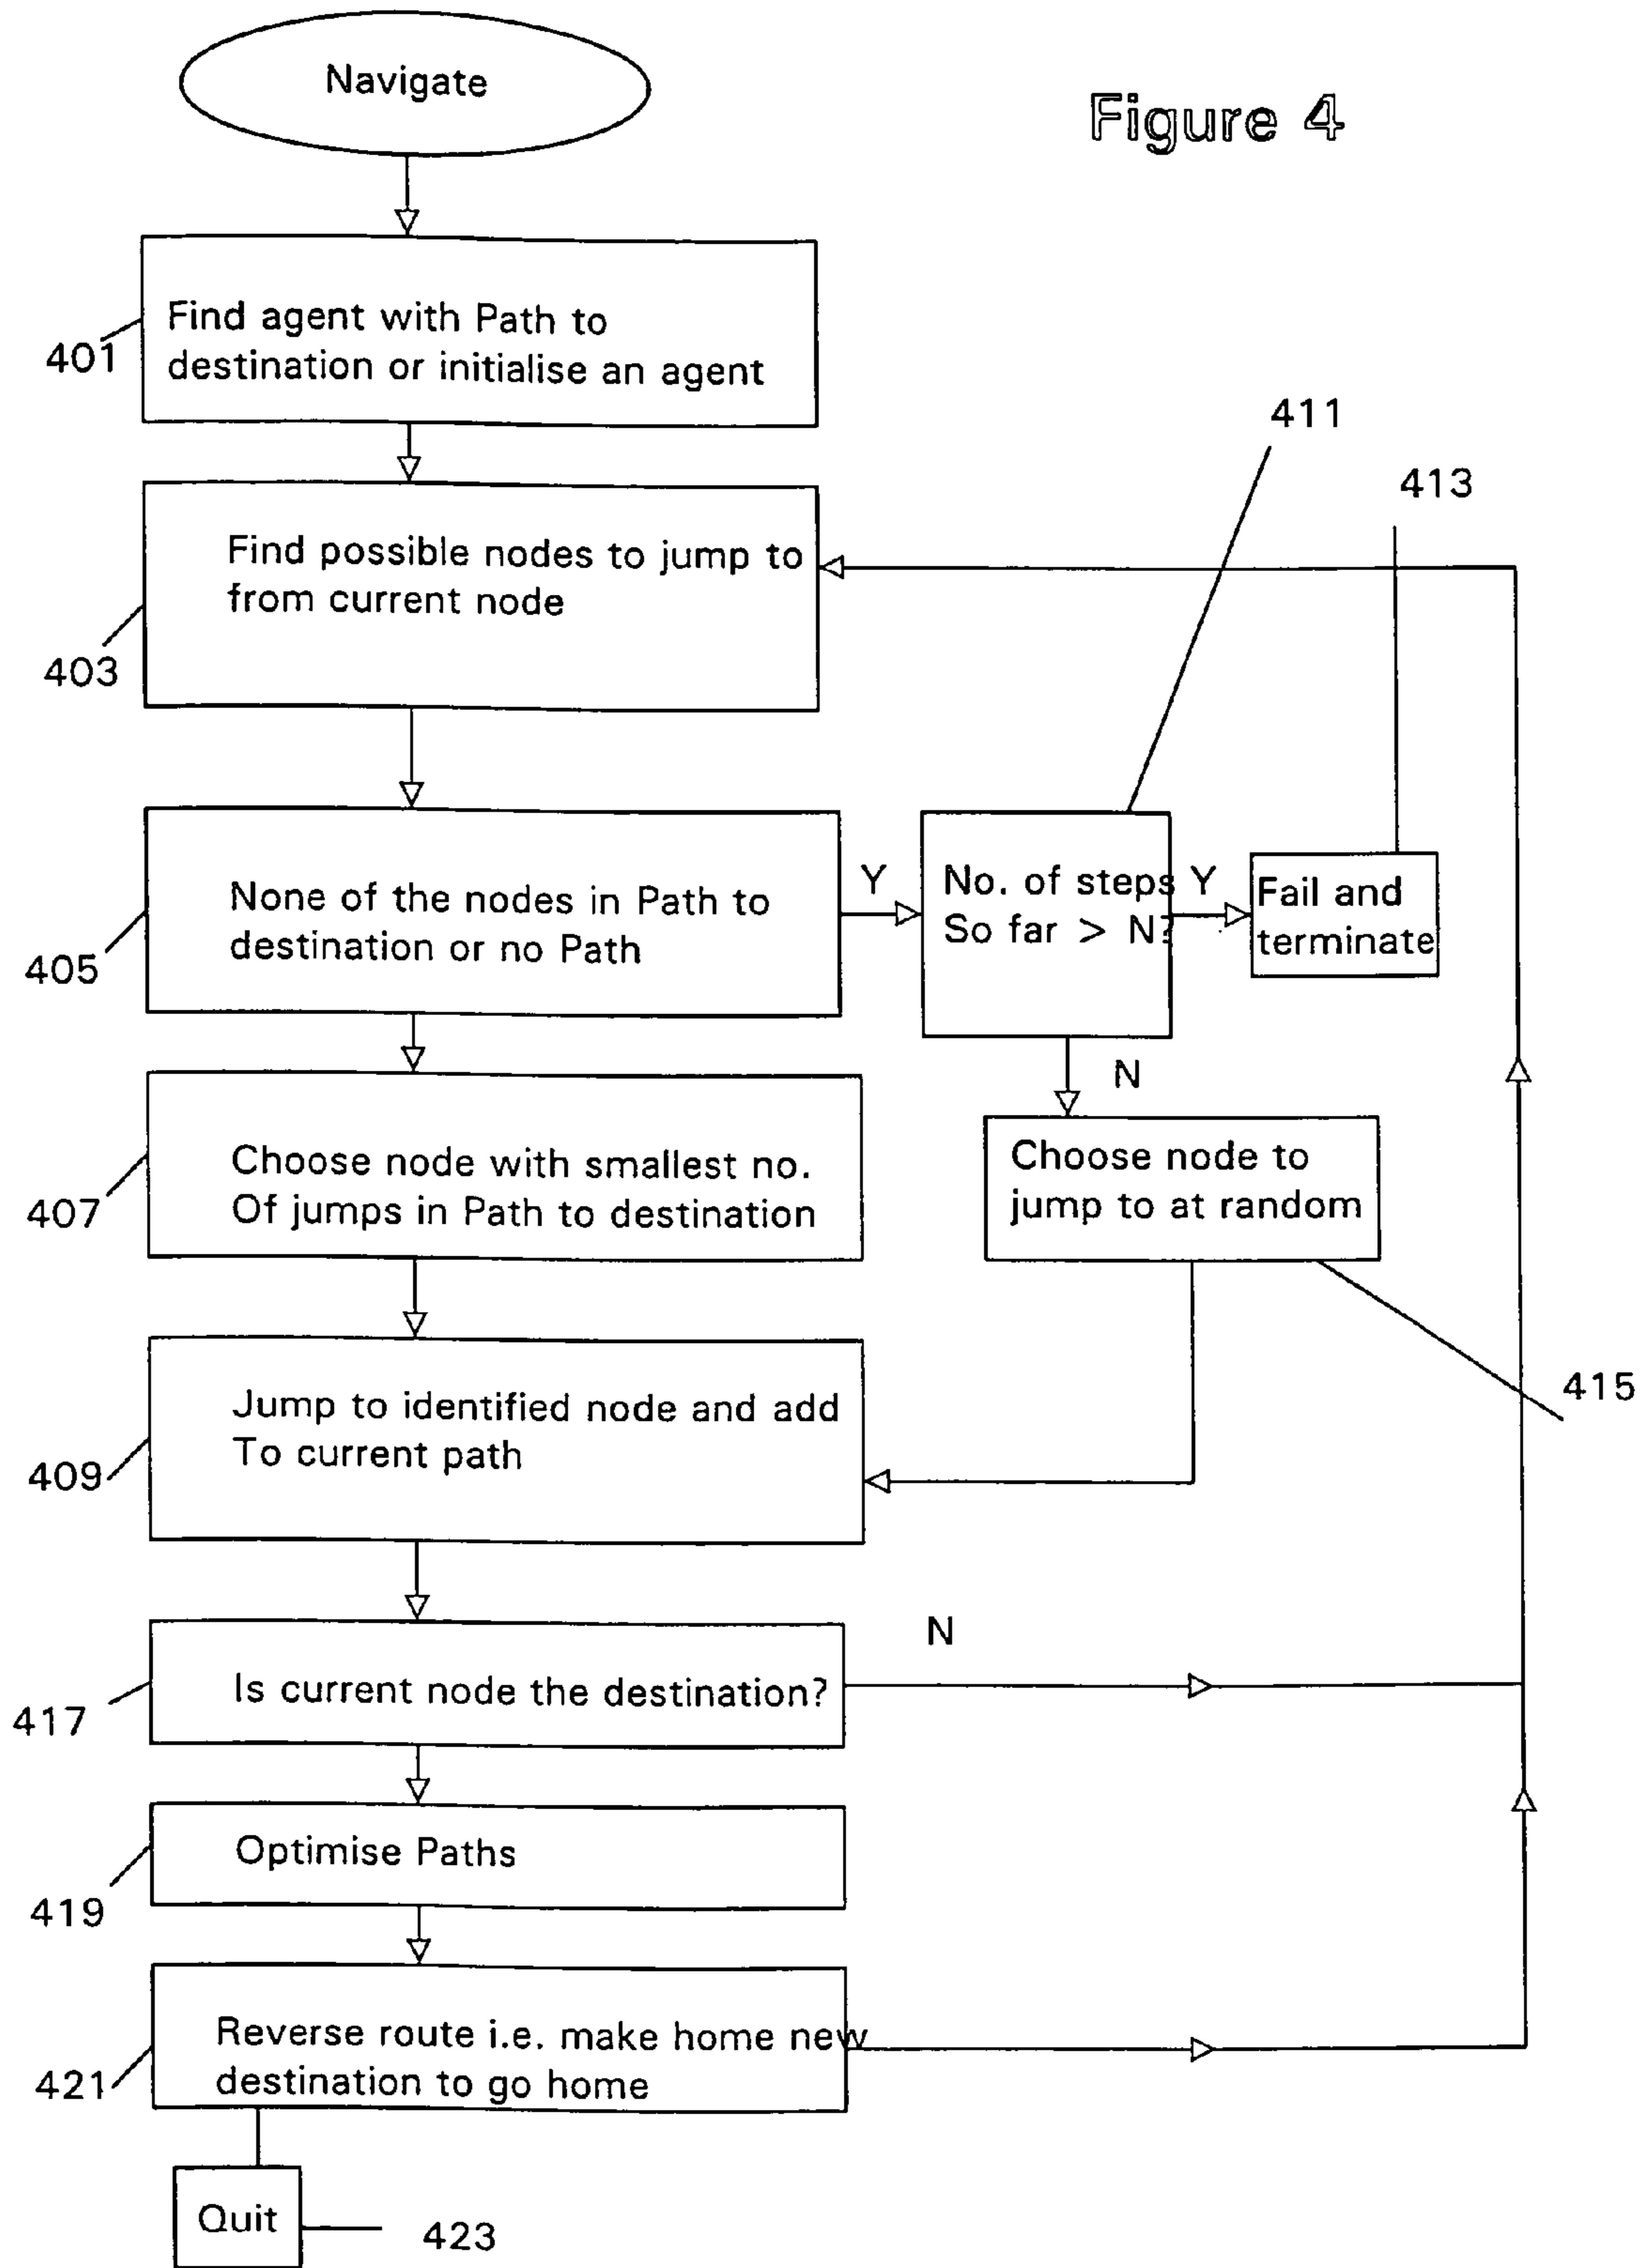 Navigate
Figure 4
Find agent with Path to
destination or initialise an agent
401
411
413
Find possible nodes to jump to
from current node
403
None of the nodes in Path to
destination or no Path
405
Y
No. of steps
So far > N?
Y
Fail and
terminate
N
Choose node with smallest no.
Of jumps in Path to destination
407
Choose node to
jump to at random
415
Jump to identified node and add
To current path
409
Is current node the destination?
N
417
Optimise Paths
419
Reverse route i.e. make home new
destination to go home
421
Quit
423